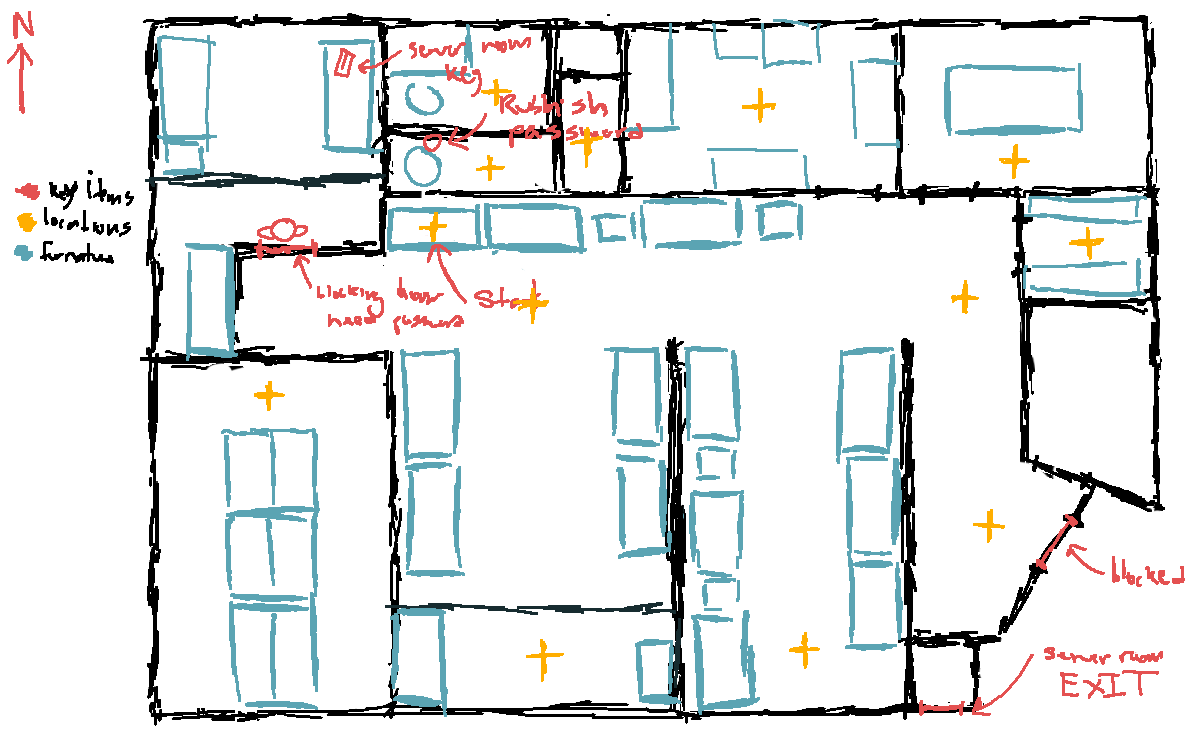 N
server room
key
Rubbish
password
key items
locations
furniture
blocking door
need password
Start
blocked
server room
EXIT